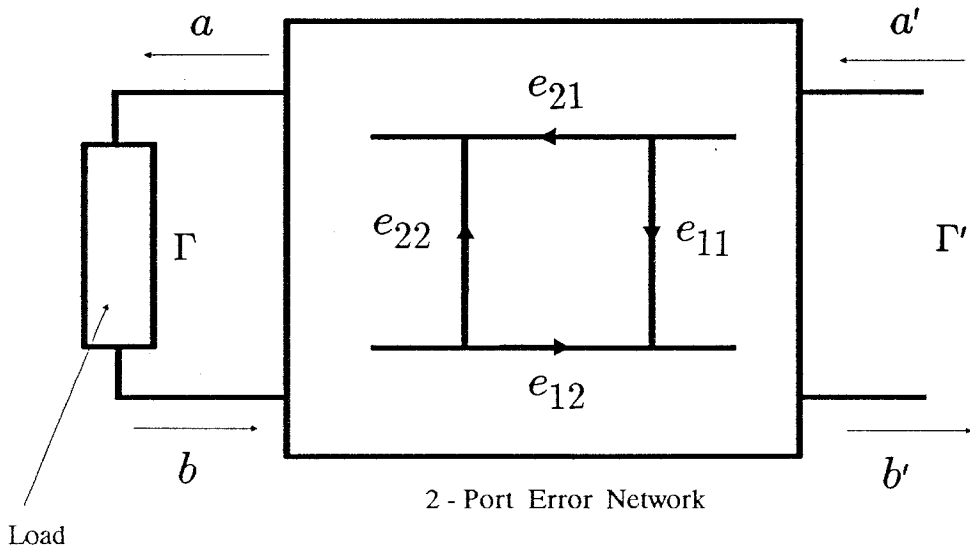 a
a'
e21
e22
e11
Γ
Γ'
e12
b
b'
2 - Port Error Network
Load